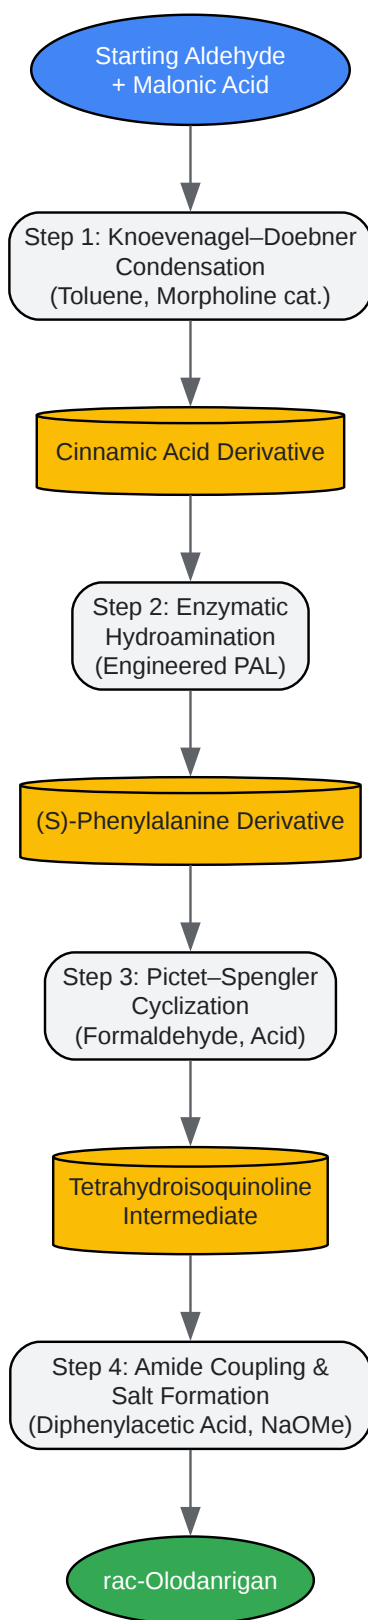 Starting Aldehyde
+ Malonic Acid
Step 1: Knoevenagel–Doebner
Condensation
(Toluene, Morpholine cat.)
Cinnamic Acid Derivative
Step 2: Enzymatic
Hydroamination
(Engineered PAL)
(S)-Phenylalanine Derivative
Step 3: Pictet–Spengler
Cyclization
(Formaldehyde, Acid)
Tetrahydroisoquinoline
Intermediate
Step 4: Amide Coupling &
Salt Formation
(Diphenylacetic Acid, NaOMe)
rac-Olodanrigan